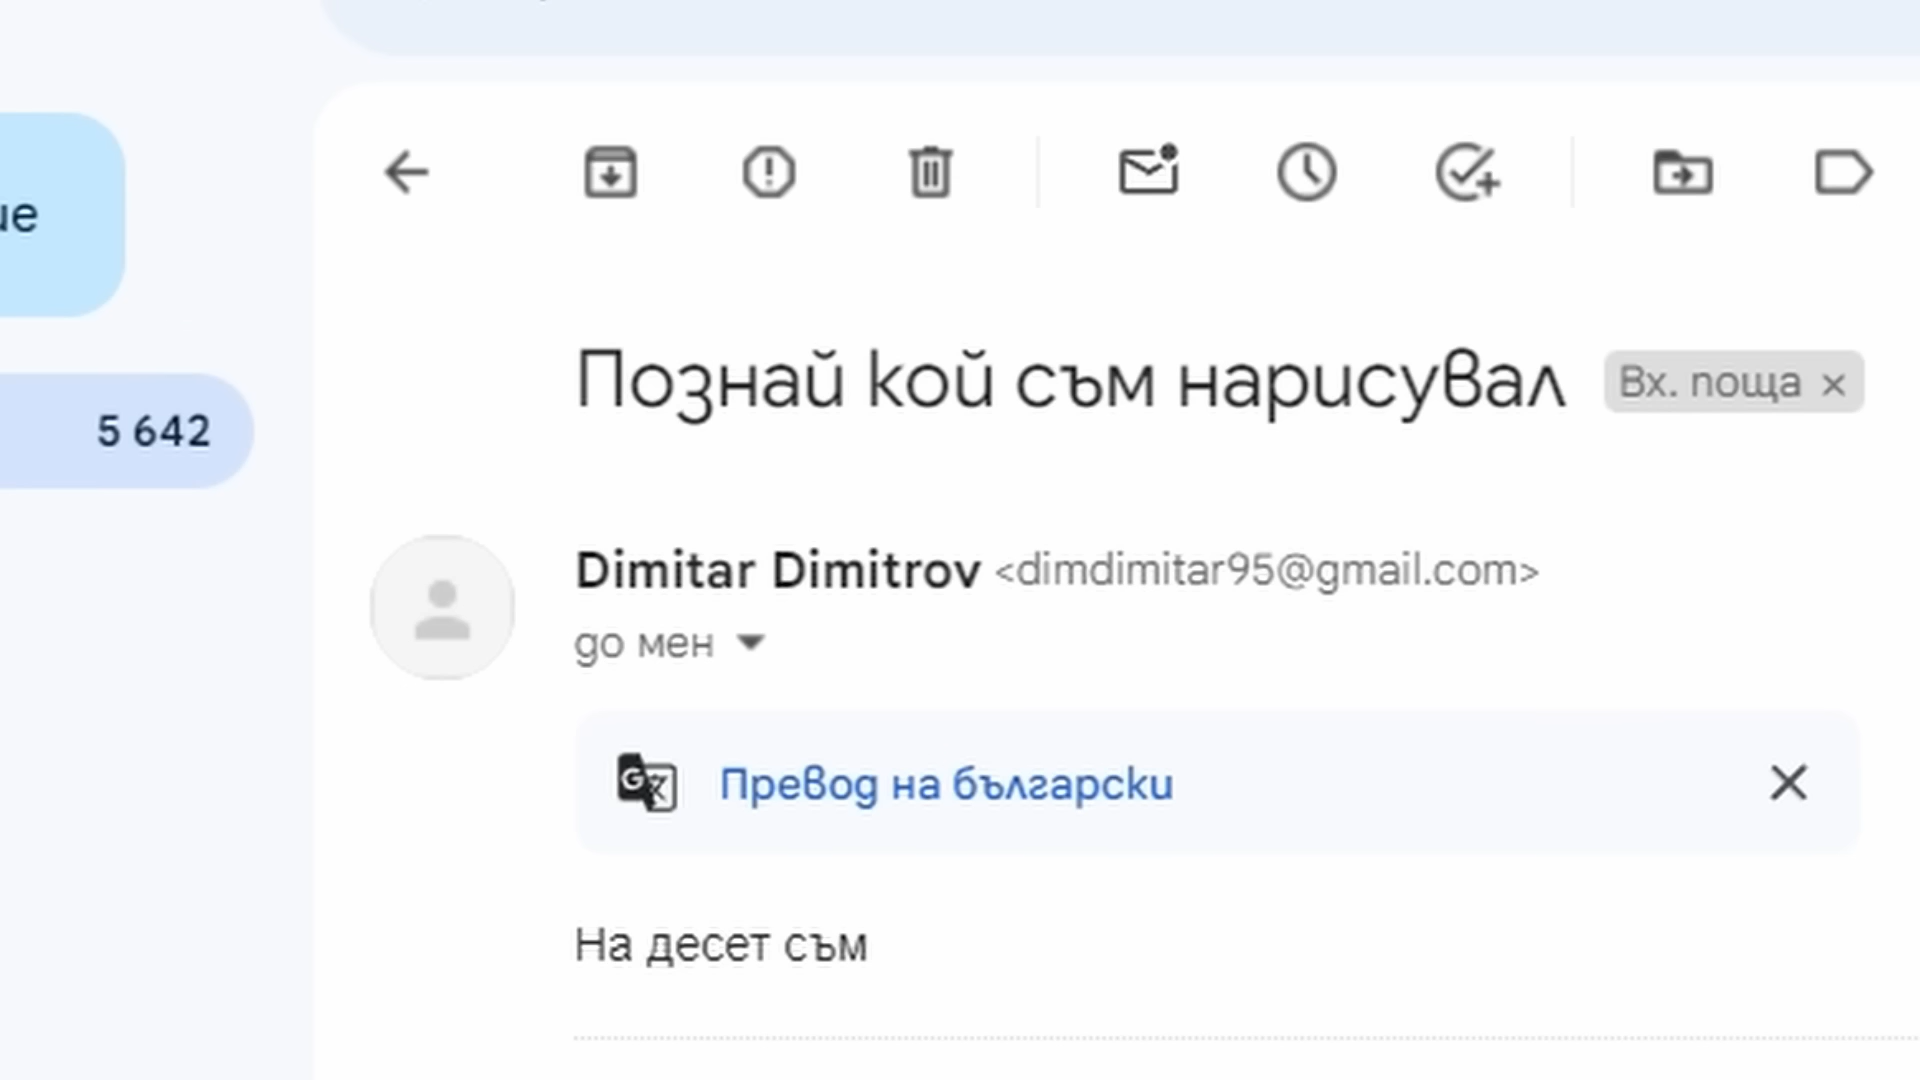 5 642
Познай кой съм нарисувал Вх. поща ×
Dimitar Dimitrov <dimdimitar95@gmail.com>
до мен
Превод на български
На десет съм